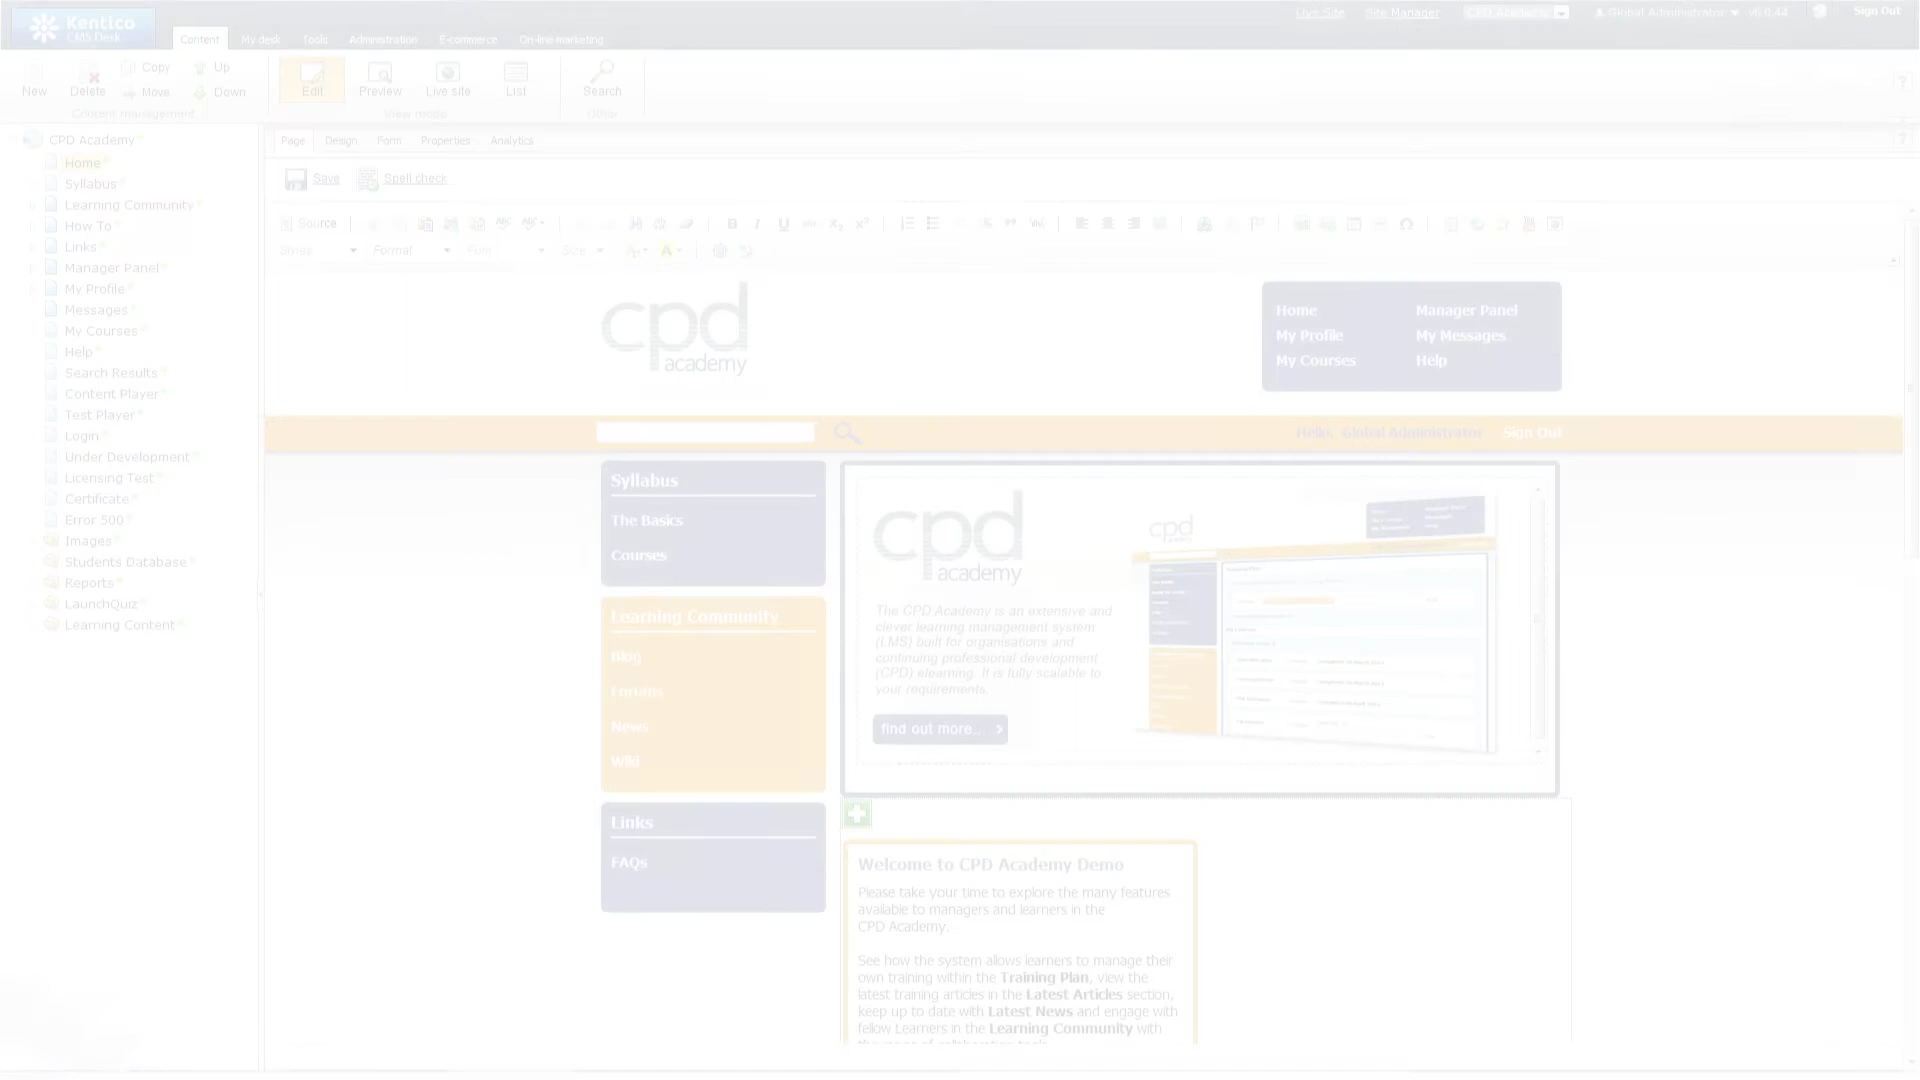 Kentico
CMS Desk
Content My desk Tools Administration E-commerce On-line marketing
Live Site Site Manager CPD Academy Global Administrator v6.0.44 Sign Out
New Delete Copy Move Up Down
Content management
Edit Preview Live site List
View mode
Search
Other
CPD Academy
Home
Syllabus
Learning Community
How To
Links
Manager Panel
My Profile
Messages
My Courses
Help
Search Results
Content Player
Test Player
Login
Under Development
Licensing Test
Certificate
Error 500
Images
Students Database
Reports
LaunchQuiz
Learning Content
Page Design Form Properties Analytics
Save Spell check
Source
Styles Format Font Size
cpd
academy
Home Manager Panel
My Profile My Messages
My Courses Help
Hello, Global Administrator Sign Out
Syllabus
The Basics
Courses
Learning Community
Blog
Forums
News
Wiki
Links
FAQs
cpd
academy
The CPD Academy is an extensive and
clever learning management system
(LMS) built for organisations and
continuing professional development
(CPD) elearning. It is fully scalable to
your requirements.
find out more...
cpd
academy
Welcome to CPD Academy Demo
Please take your time to explore the many features
available to managers and learners in the
CPD Academy.
See how the system allows learners to manage their
own training within the Training Plan, view the
latest training articles in the Latest Articles section,
keep up to date with Latest News and engage with
fellow Learners in the Learning Community with